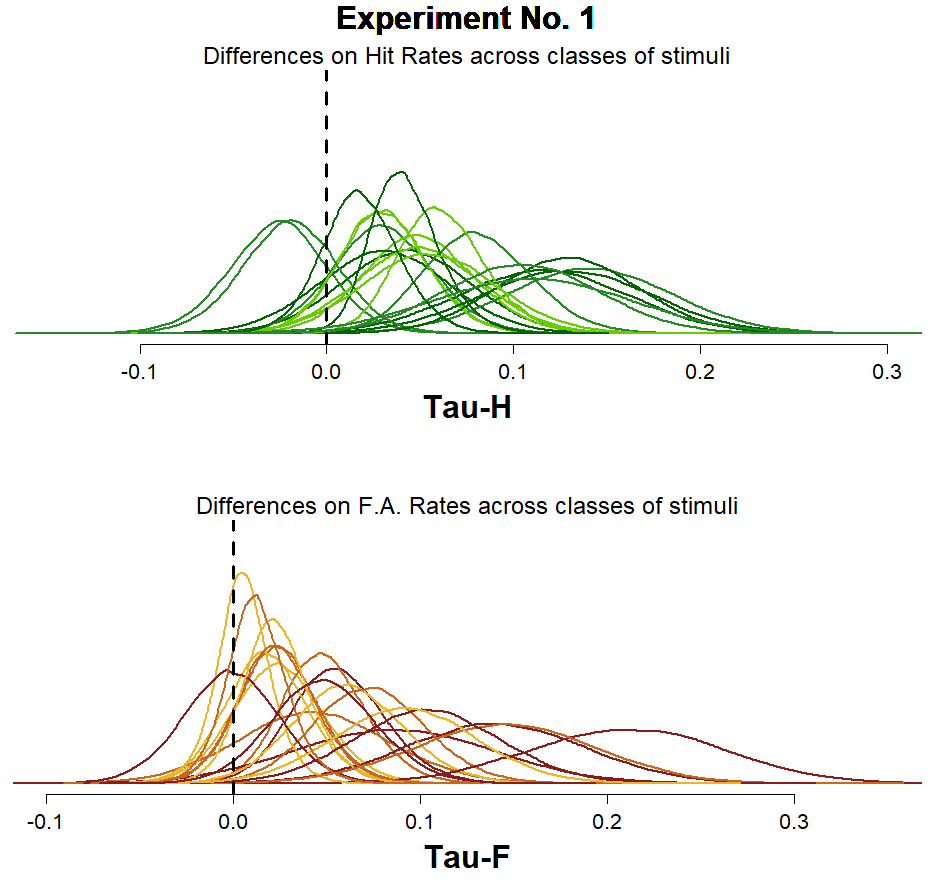 Experiment No. 1
Differences on Hit Rates across classes of stimuli
-0.1 0.0 0.1 0.2 0.3
Tau-H
Differences on F.A. Rates across classes of stimuli
-0.1 0.0 0.1 0.2 0.3
Tau-F